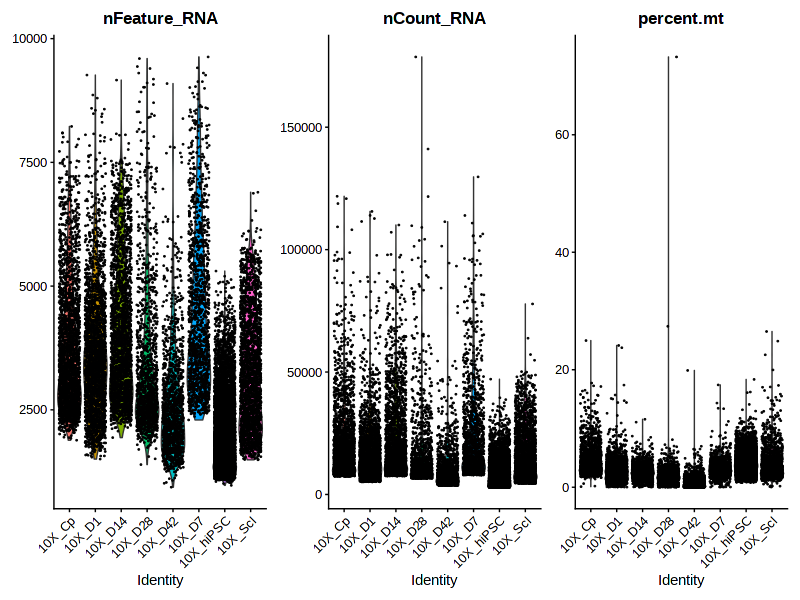 nFeature_RNA
10000
7500
5000
2500
10X_Cp
10X_D1
10X_D14
10X_D28
10X_D42
10X_D7
10X_hiPSC
10X_Scl
Identity
nCount_RNA
150000
100000
50000
0
10X_Cp
10X_D1
10X_D14
10X_D28
10X_D42
10X_D7
10X_hiPSC
10X_Scl
Identity
percent.mt
60
40
20
0
10X_Cp
10X_D1
10X_D14
10X_D28
10X_D42
10X_D7
10X_hiPSC
10X_Scl
Identity